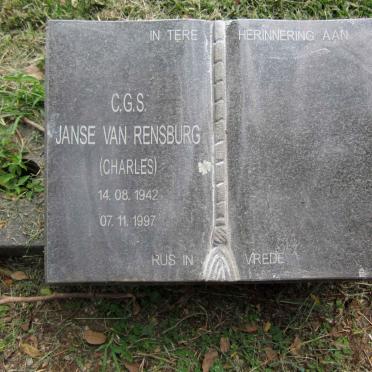 IN TERE HERINNERING AAN
C.G.S.
JANSE VAN RENSBURG
(CHARLES)
14. 08. 1942
07. 11. 1997
RUS IN VREDE